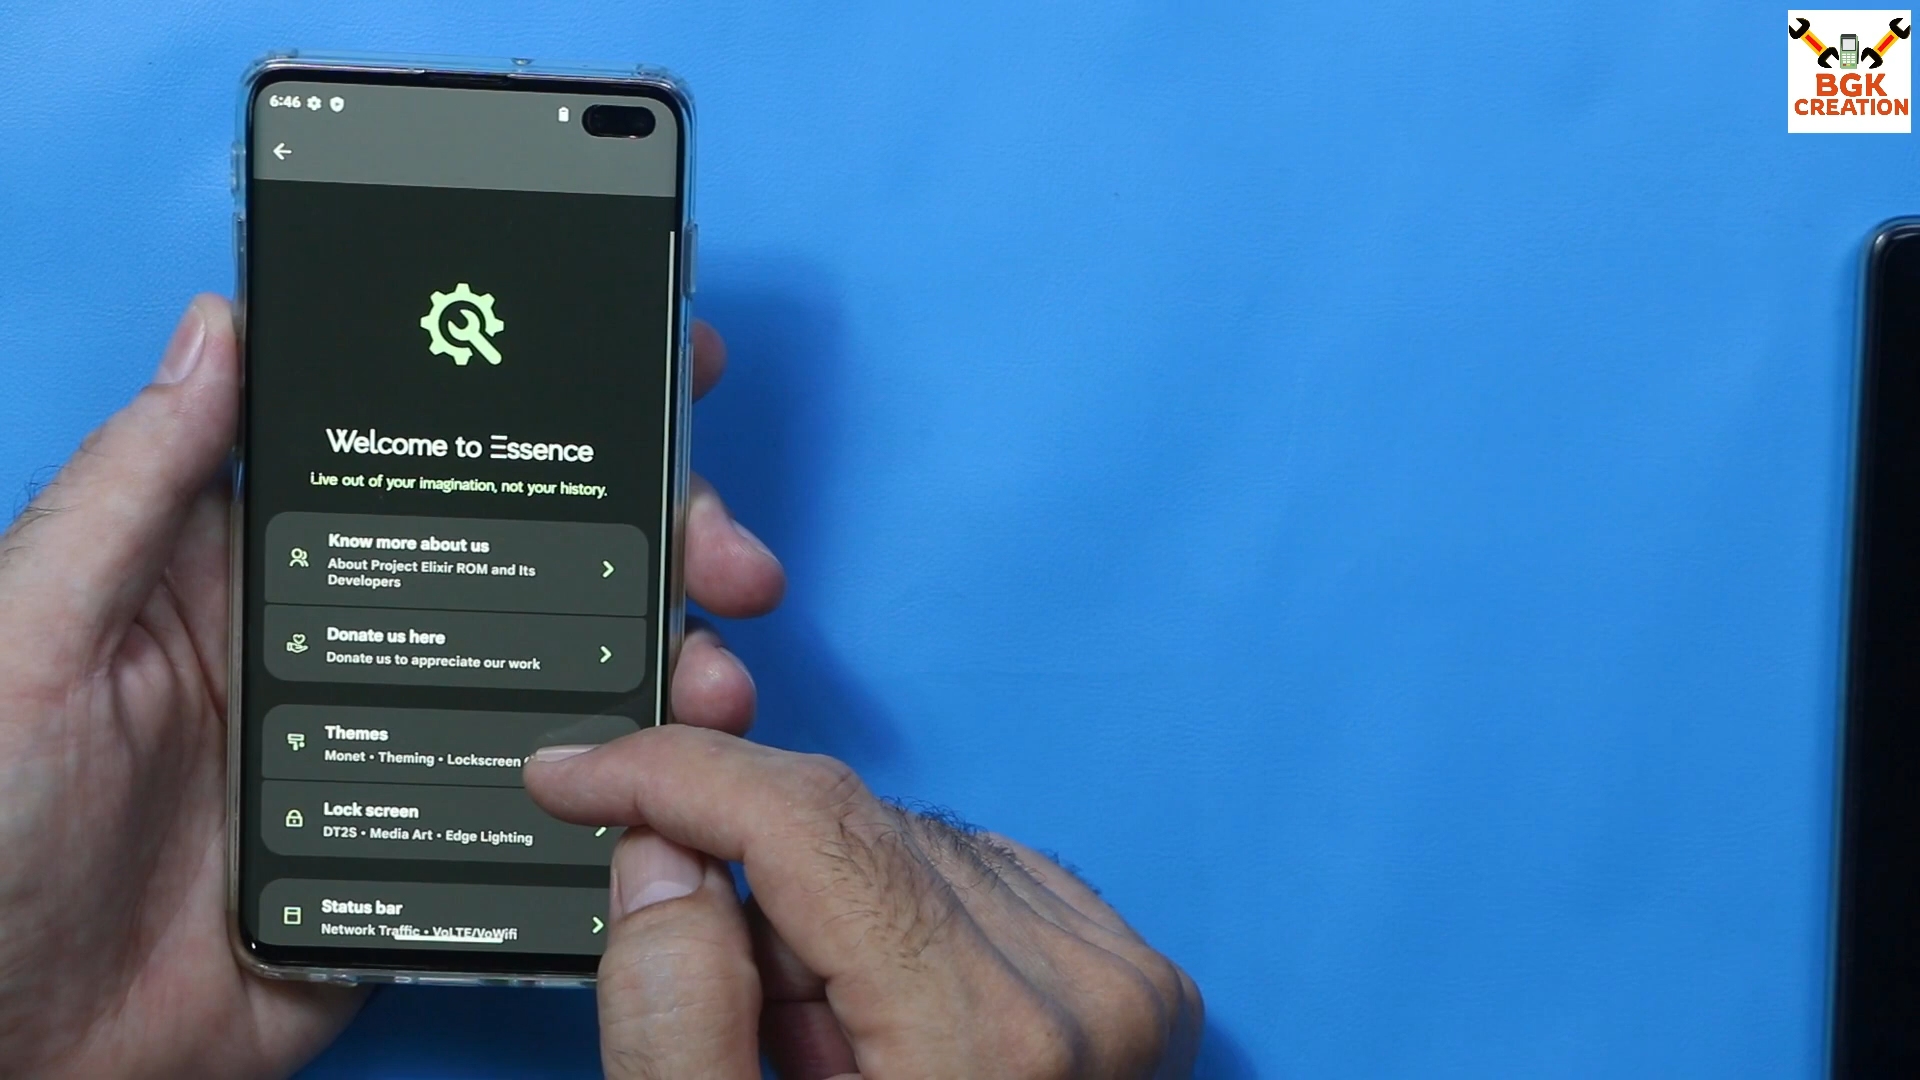 BGK
CREATION
6:46
Welcome to Essence
Live out of your imagination, not your history.
Know more about us
About Project Elixir ROM and Its
Developers
Donate us here
Donate us to appreciate our work
Themes
Monet • Theming • Lockscreen
Lock screen
DT2S • Media Art • Edge Lighting
Status bar
Network Traffic • VoLTE/VoWifi